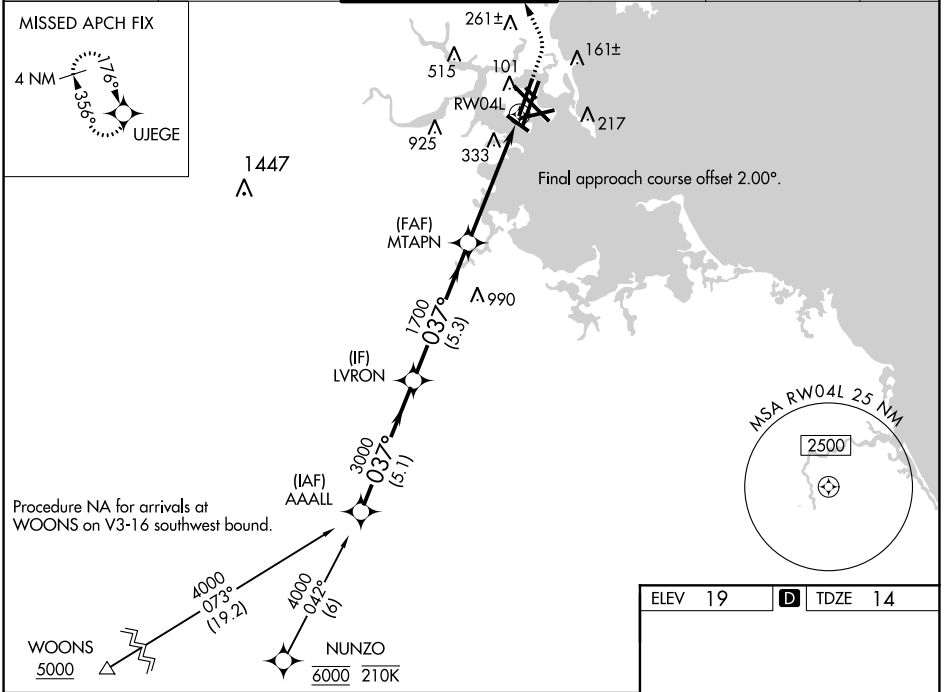 MISSED APCH FIX
4 NM
176°
356°
UJEGE
261±
515
101
161±
RW04L
217
925
333
1447
Final approach course offset 2.00°.
(FAF)
MTAPN
990
1700
037°
(5.3)
(IF)
LVRON
MSA RW04L 25 NM
2500
3000
037°
(5.1)
(IAF)
AAALL
Procedure NA for arrivals at
WOONS on V3-16 southwest bound.
4000
073°
(19.2)
4000
042°
(6)
WOONS
5000
NUNZO
6000 210K
ELEV 19 D TDZE 14